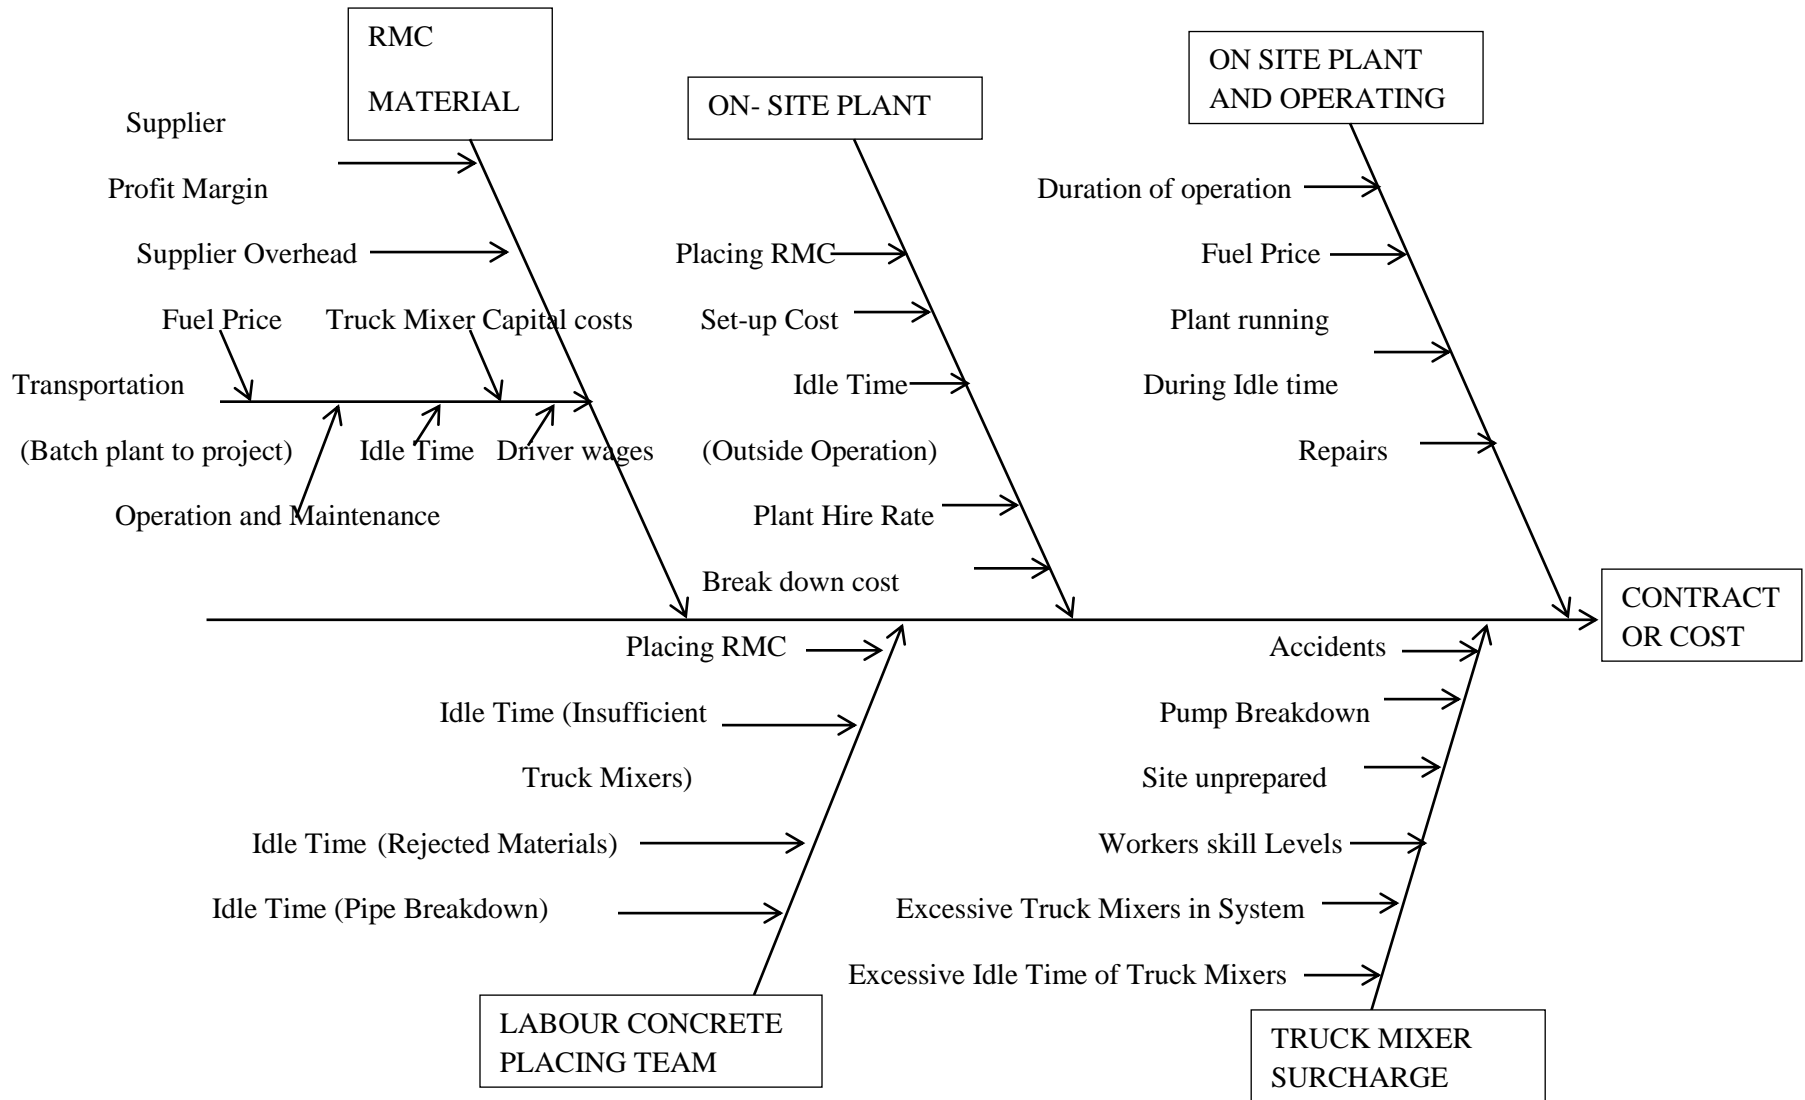 RMC
MATERIAL
ON- SITE PLANT
ON SITE PLANT
AND OPERATING
Supplier
Profit Margin
Supplier Overhead
Fuel Price
Truck Mixer Capital costs
Transportation
(Batch plant to project)
Idle Time
Driver wages
Operation and Maintenance
Placing RMC
Set-up Cost
Idle Time
(Outside Operation)
Plant Hire Rate
Break down cost
Duration of operation
Fuel Price
Plant running
During Idle time
Repairs
CONTRACT
OR COST
Placing RMC
Idle Time (Insufficient
Truck Mixers)
Idle Time (Rejected Materials)
Idle Time (Pipe Breakdown)
LABOUR CONCRETE
PLACING TEAM
Accidents
Pump Breakdown
Site unprepared
Workers skill Levels
Excessive Truck Mixers in System
Excessive Idle Time of Truck Mixers
TRUCK MIXER
SURCHARGE